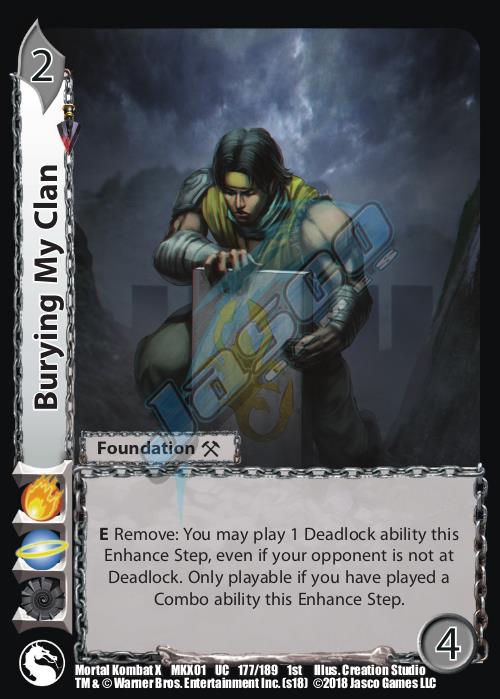 2
Burying My Clan
JASCO
GAMES
Foundation
E Remove: You may play 1 Deadlock ability this
Enhance Step, even if your opponent is not at
Deadlock. Only playable if you have played a
Combo ability this Enhance Step.
4
Mortal Kombat X MKX01 UC 177/189 1st Illus. Creation Studio
TM & © Warner Bros. Entertainment Inc. (s18) ©2018 Jasco Games LLC